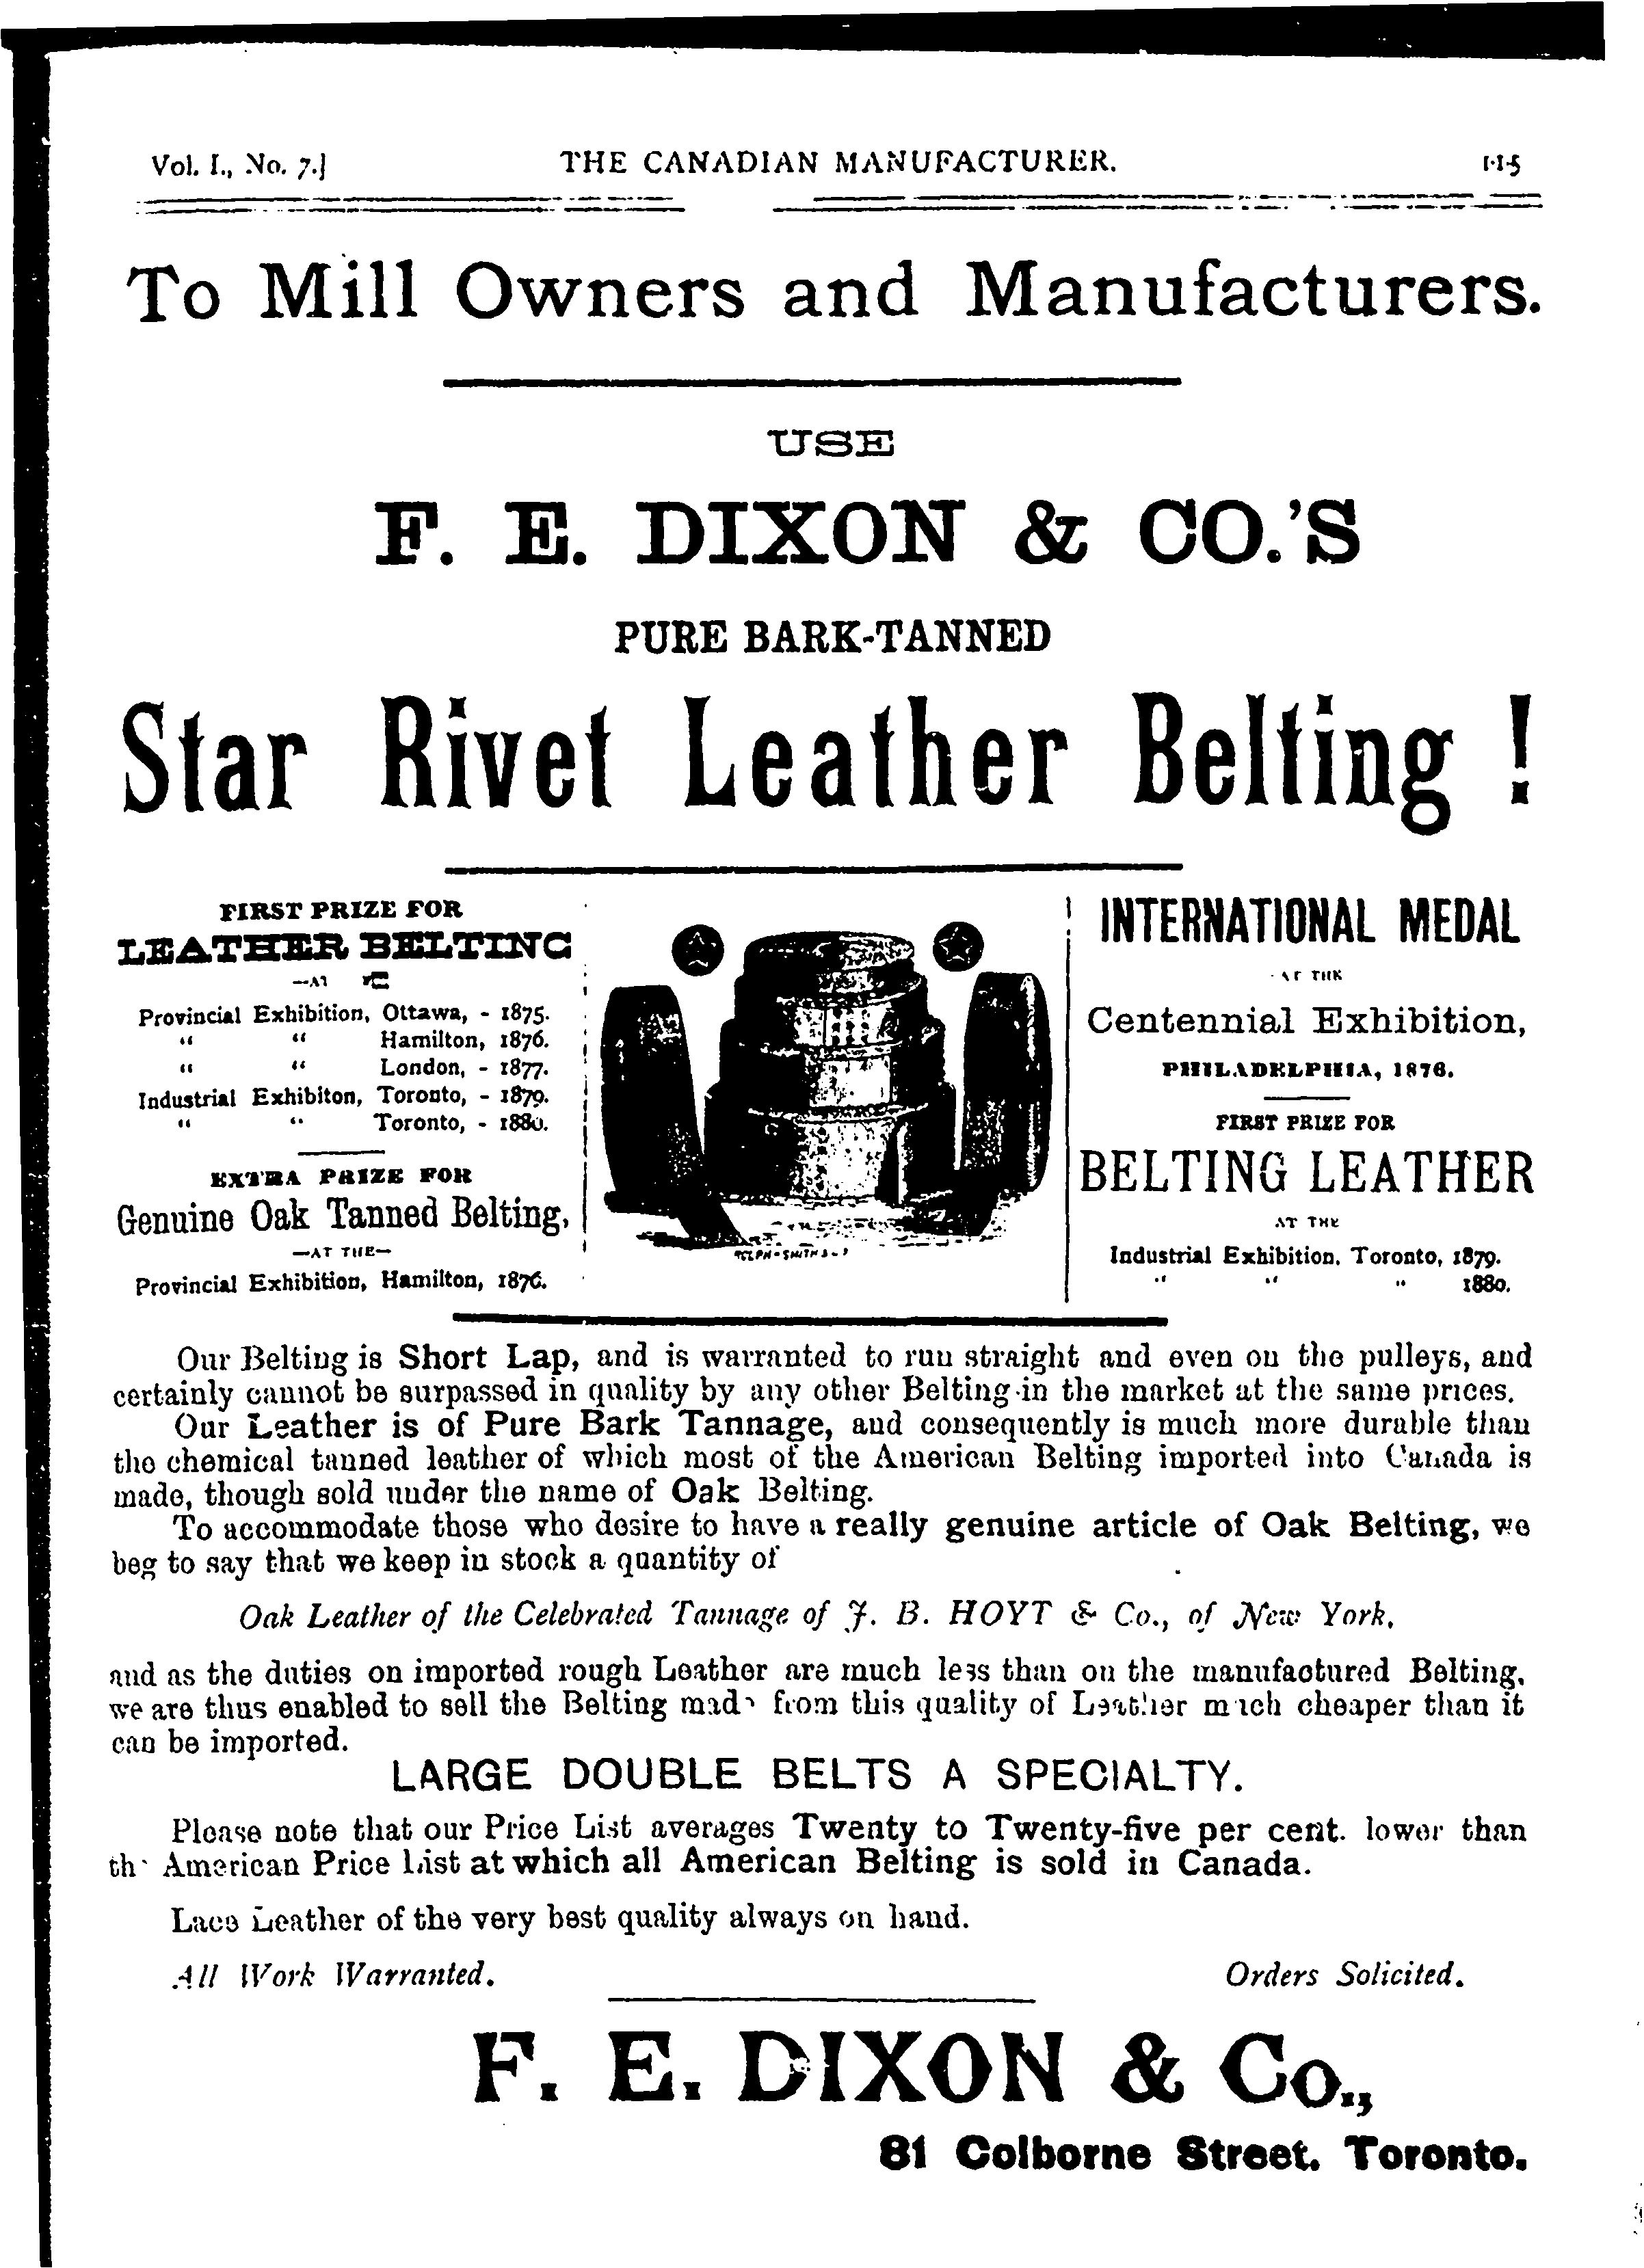 Vol. I., No. 7.]
THE CANADIAN MANUFACTURER.
To Mill Owners and Manufacturers.
USE
F. E. DIXON & CO.'S
PURE BARK-TANNED
Star Rivet Leather Belting !
FIRST PRIZE FOR
LEATHER BELTING
—AT
Provincial Exhibition, Ottawa, - 1875.
“ “ Hamilton, 1876.
“ “ London, - 1877.
Industrial Exhibiton, Toronto, - 1879.
“ “ Toronto, - 1880.
EXTRA PRIZE FOR
Genuine Oak Tanned Belting,
—AT THE—
Provincial Exhibition, Hamilton, 1876.
INTERNATIONAL MEDAL
AT THE
Centennial Exhibition,
PHILADELPHIA, 1876.
FIRST PRIZE FOR
BELTING LEATHER
AT THE
Industrial Exhibition. Toronto, 1879.
“ “ “ 1880.
Our Belting is Short Lap, and is warranted to run straight and even on the pulleys, and
certainly cannot be surpassed in quality by any other Belting in the market at the same prices.
Our Leather is of Pure Bark Tannage, and consequently is much more durable than
the chemical tanned leather of which most of the American Belting imported into Canada is
made, though sold under the name of Oak Belting.
To accommodate those who desire to have a really genuine article of Oak Belting, we
beg to say that we keep in stock a quantity of
Oak Leather of the Celebrated Tannage of J. B. HOYT & Co., of New York,
and as the duties on imported rough Leather are much less than on the manufactured Belting,
we are thus enabled to sell the Belting made from this quality of Leather much cheaper than it
can be imported.
LARGE DOUBLE BELTS A SPECIALTY.
Please note that our Price List averages Twenty to Twenty-five per cent. lower than
the American Price List at which all American Belting is sold in Canada.
Lace Leather of the very best quality always on hand.
All Work Warranted.
Orders Solicited.
F. E. DIXON & Co.,
81 Colborne Street. Toronto.